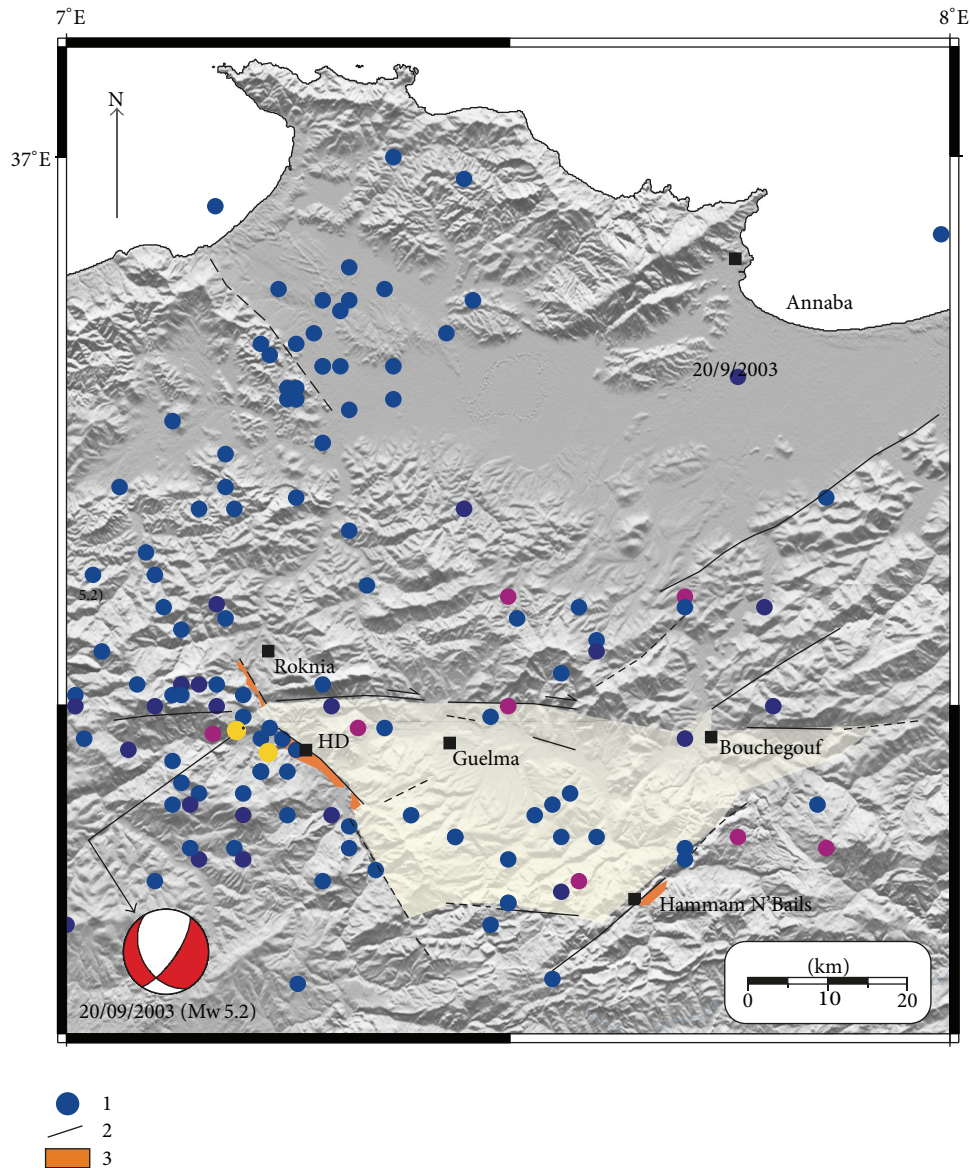 7˚E
8˚E
N
37˚E
Annaba
20/9/2003
5.2)
Roknia
HD
Guelma
Bouchegouf
Hammam N'Bails
(km)
0 10 20
20/09/2003 (Mw 5.2)
1
2
3